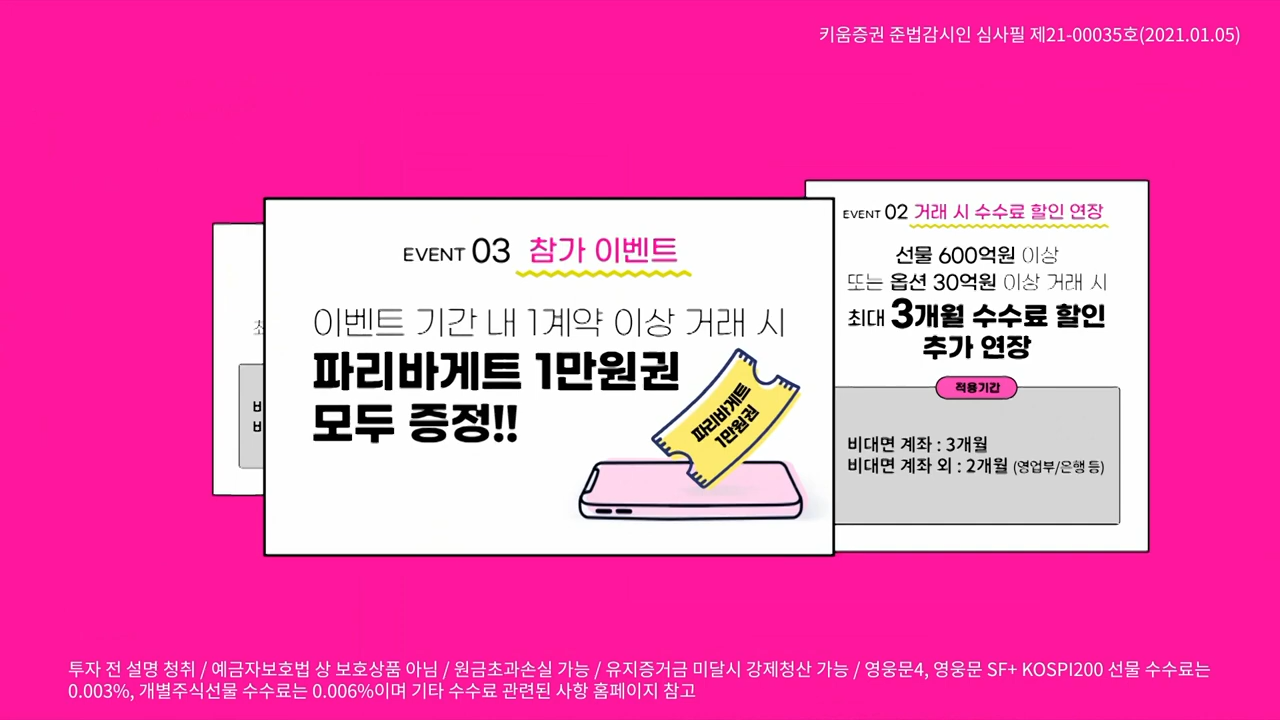 키움증권 준법감시인 심사필 제21-00035호(2021.01.05)
EVENT 03 참가 이벤트
이벤트 기간 내 1계약 이상 거래 시
파리바게트 1만원권
모두 증정!!
파리바게트
1만원권
EVENT 02 거래 시 수수료 할인 연장
선물 600억원 이상
또는 옵션 30억원 이상 거래 시
최대 3개월 수수료 할인
추가 연장
적용기간
비대면 계좌 : 3개월
비대면 계좌 외 : 2개월 (영업부/은행 등)
투자 전 설명 청취 / 예금자보호법 상 보호상품 아님 / 원금초과손실 가능 / 유지증거금 미달시 강제청산 가능 / 영웅문4, 영웅문 SF+ KOSPI200 선물 수수료는
0.003%, 개별주식선물 수수료는 0.006%이며 기타 수수료 관련된 사항 홈페이지 참고